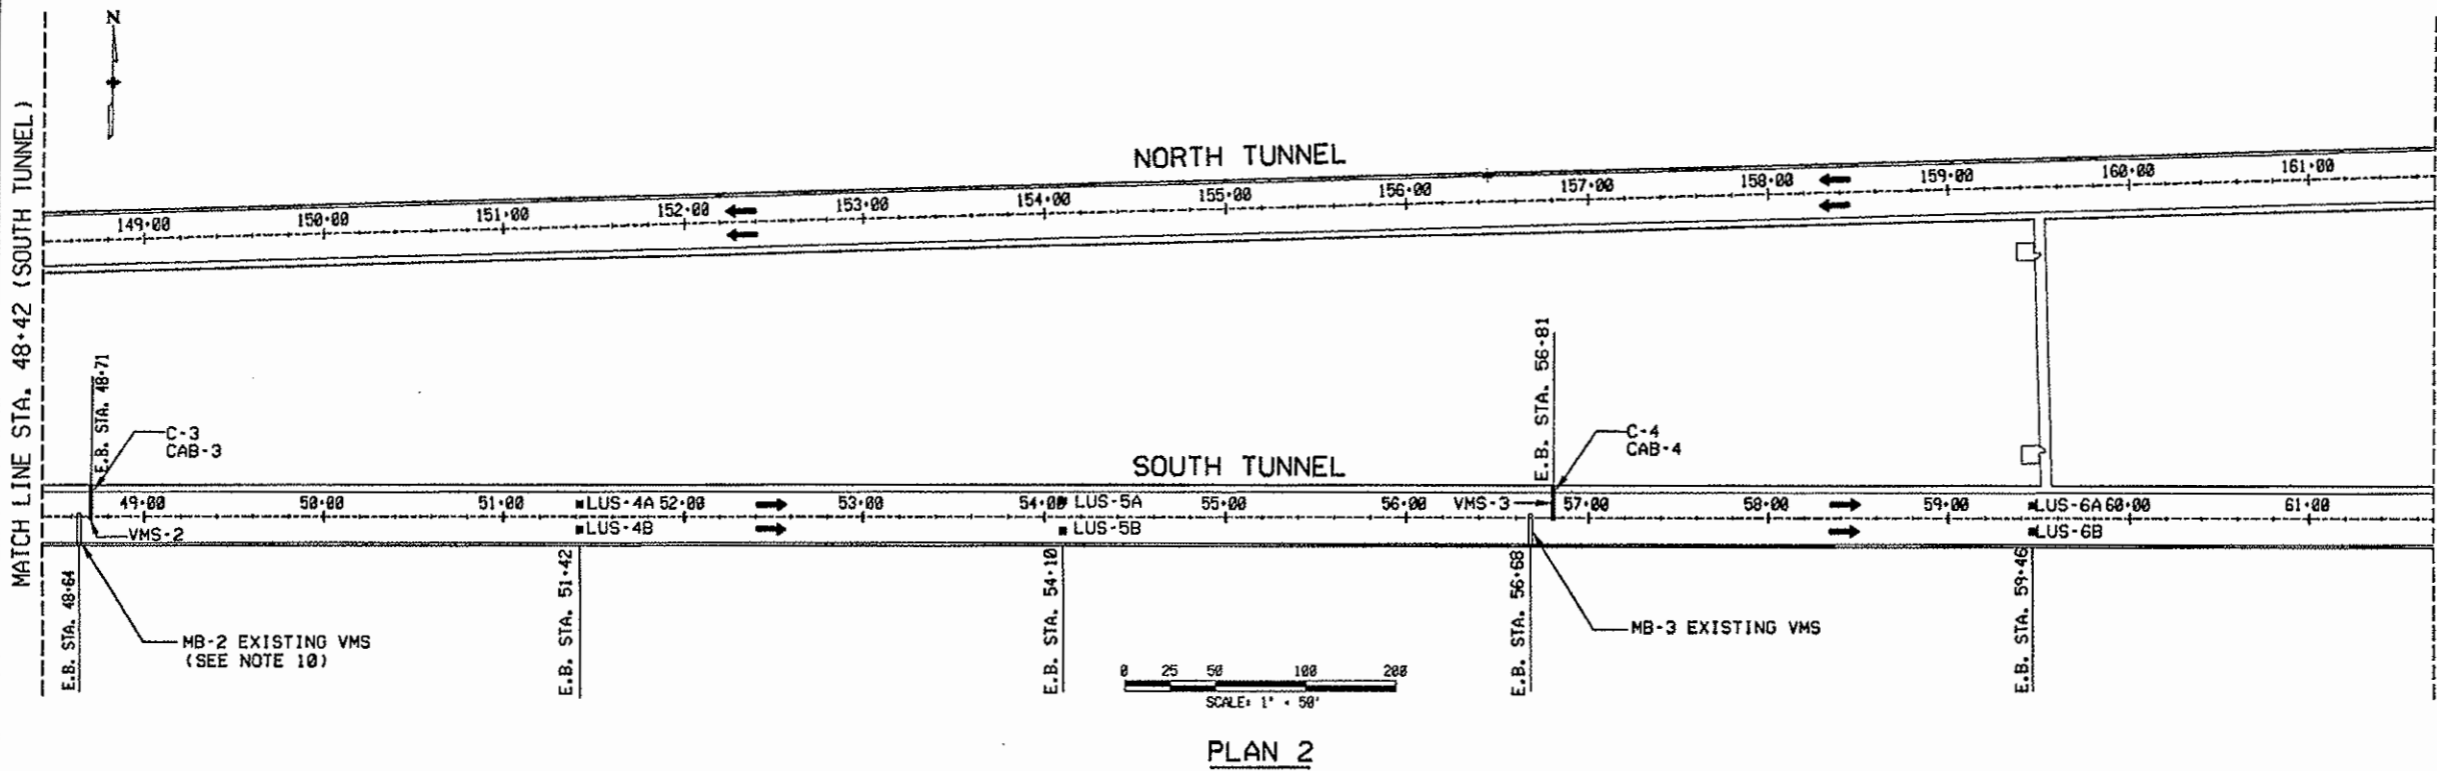 N
MATCH LINE STA. 48+42 (SOUTH TUNNEL)
NORTH TUNNEL
149+00 150+00 151+00 152+00 153+00 154+00 155+00 156+00 157+00 158+00 159+00 160+00 161+00
E.B. STA. 48+71
C-3
CAB-3
E.B. STA. 56+81
C-4
CAB-4
SOUTH TUNNEL
49+00 50+00 51+00 LUS-4A 52+00 53+00 54+00 LUS-5A 55+00 56+00 VMS-3 57+00 58+00 59+00 LUS-6A 60+00 61+00
VMS-2 LUS-4B LUS-5B LUS-6B
E.B. STA. 48+64
MB-2 EXISTING VMS
(SEE NOTE 10)
E.B. STA. 51+42
E.B. STA. 54+10
E.B. STA. 56+68
MB-3 EXISTING VMS
E.B. STA. 59+46
0 25 50 100 200
SCALE: 1" = 50'
PLAN 2